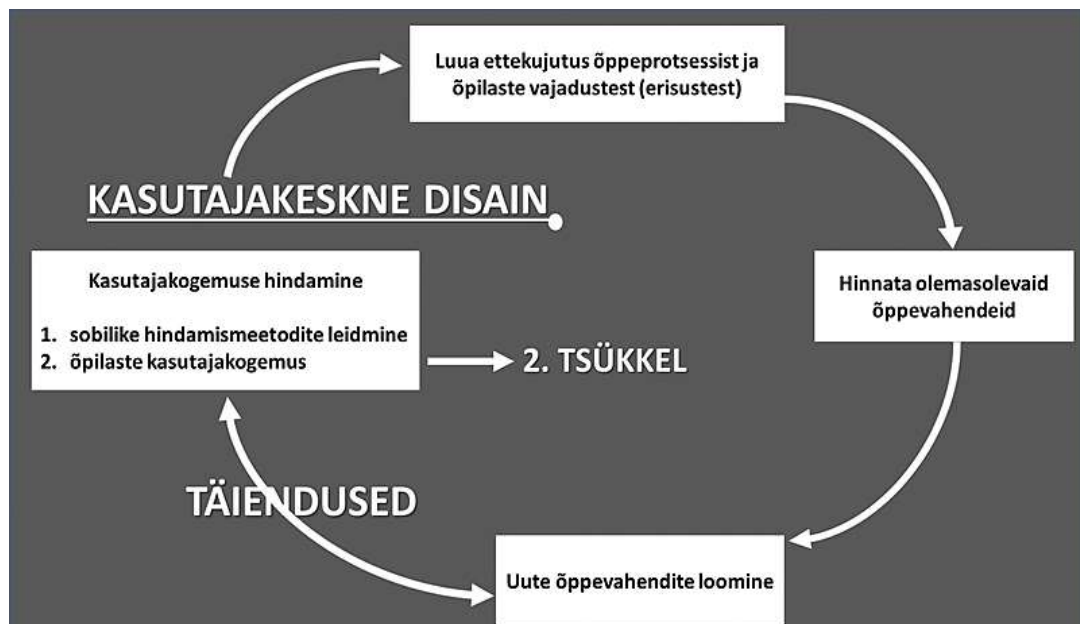 Luua ettekujutus õppeprotsessist ja
õpilaste vajadustest (erisustest)
KASUTAJAKESKNE DISAIN
Kasutajakogemuse hindamine
1. sobilike hindamismeetodite leidmine
2. õpilaste kasutajakogemus
Hinnata olemasolevaid
õppevahendeid
2. TSÜKKEL
TÄIENDUSED
Uute õppevahendite loomine